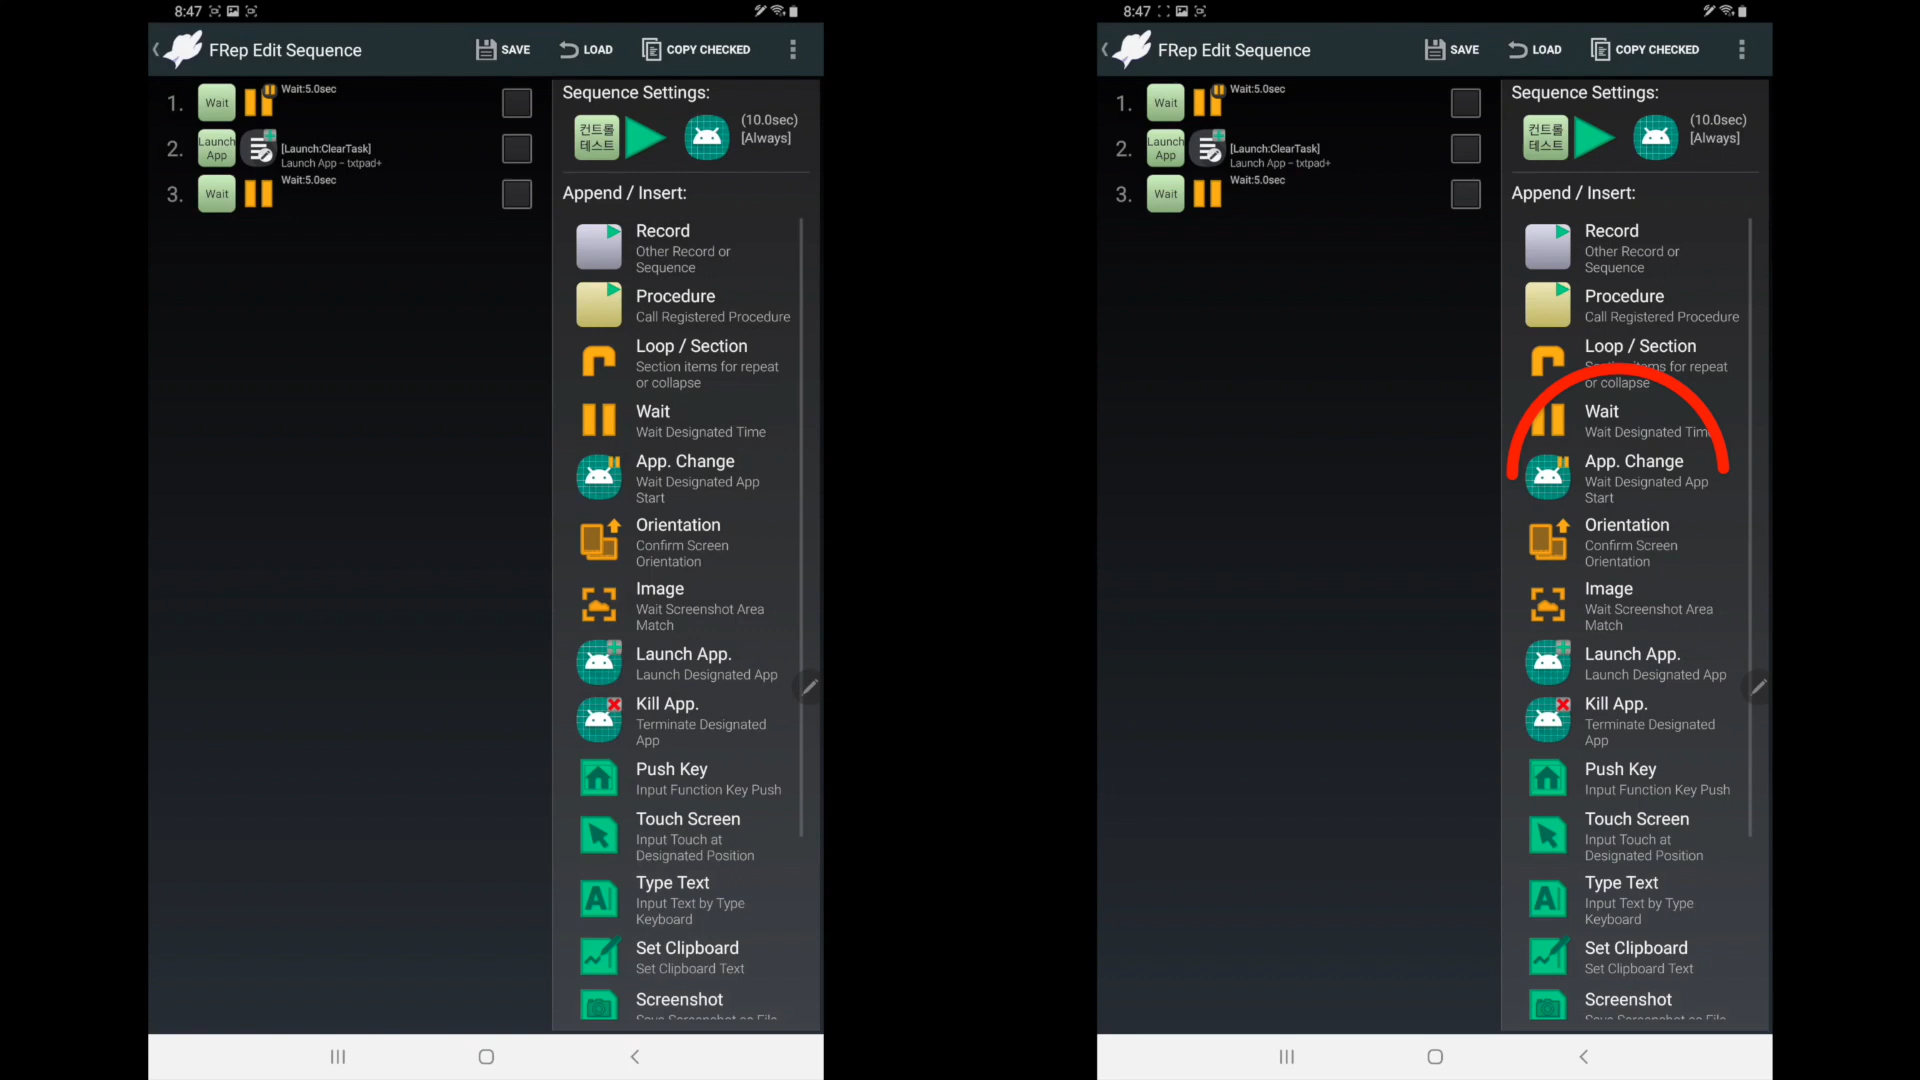 8:47
FRep Edit Sequence
SAVE
LOAD
COPY CHECKED
1.
Wait
Wait:5.0sec
2.
Launch
App
[Launch:ClearTask]
Launch App – txtpad+
3.
Wait
Wait:5.0sec
Sequence Settings:
컨트롤
테스트
(10.0sec)
[Always]
Append / Insert:
Record
Other Record or
Sequence
Procedure
Call Registered Procedure
Loop / Section
Section items for repeat
or collapse
Wait
Wait Designated Time
App. Change
Wait Designated App
Start
Orientation
Confirm Screen
Orientation
Image
Wait Screenshot Area
Match
Launch App.
Launch Designated App
Kill App.
Terminate Designated
App
Push Key
Input Function Key Push
Touch Screen
Input Touch at
Designated Position
Type Text
Input Text by Type
Keyboard
Set Clipboard
Set Clipboard Text
Screenshot
8:47
FRep Edit Sequence
SAVE
LOAD
COPY CHECKED
1.
Wait
Wait:5.0sec
2.
Launch
App
[Launch:ClearTask]
Launch App – txtpad+
3.
Wait
Wait:5.0sec
Sequence Settings:
컨트롤
테스트
(10.0sec)
[Always]
Append / Insert:
Record
Other Record or
Sequence
Procedure
Call Registered Procedure
Loop / Section
Section items for repeat
or collapse
Wait
Wait Designated Time
App. Change
Wait Designated App
Start
Orientation
Confirm Screen
Orientation
Image
Wait Screenshot Area
Match
Launch App.
Launch Designated App
Kill App.
Terminate Designated
App
Push Key
Input Function Key Push
Touch Screen
Input Touch at
Designated Position
Type Text
Input Text by Type
Keyboard
Set Clipboard
Set Clipboard Text
Screenshot